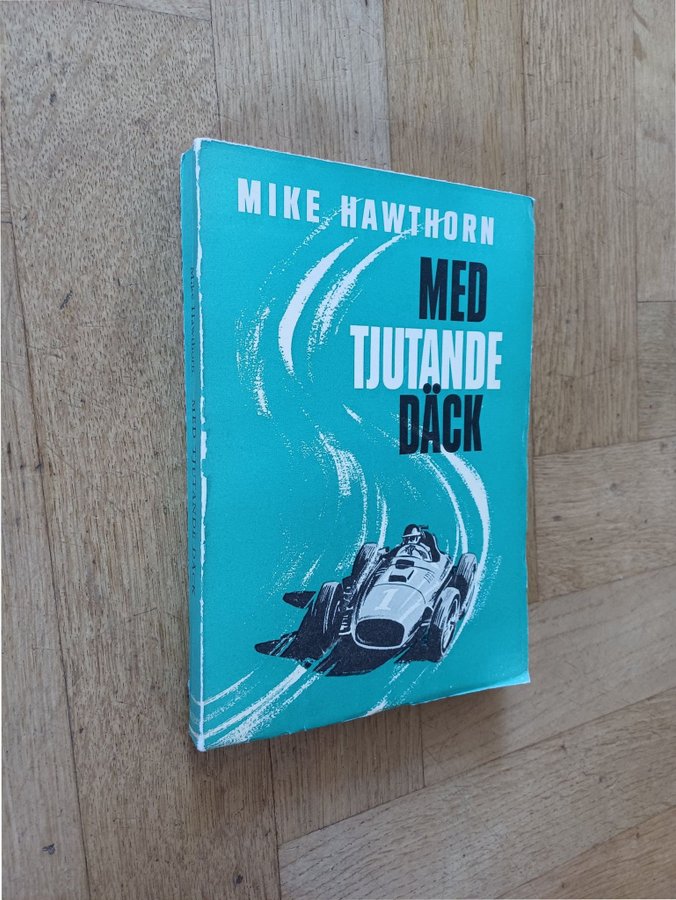 MIKE HAWTHORN
MED
TJUTANDE
DÄCK
1
Mike Hawthorn MED TJUTANDE DÄCK